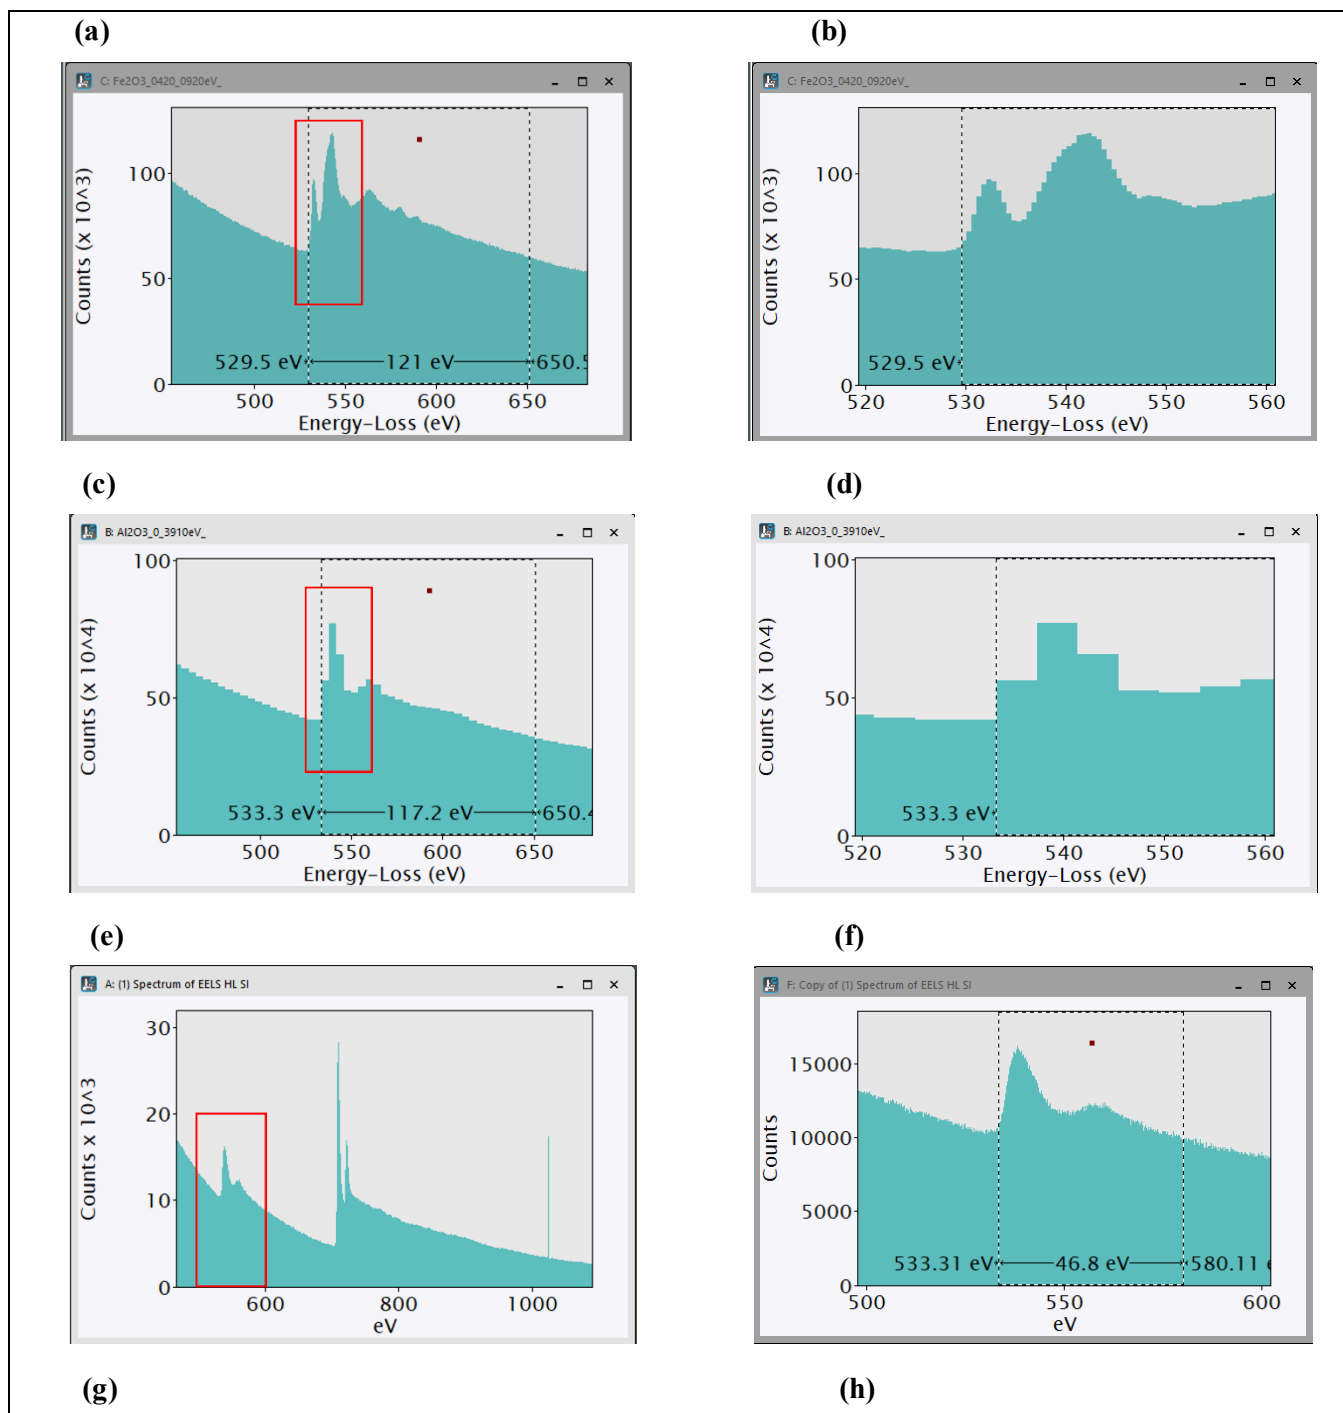 (a)
(b)
C: Fe2O3_0420_0920eV_
Counts (x 10^3)
100
50
0
529.5 eV
121 eV
650.5
500
550
600
650
Energy-Loss (eV)
C: Fe2O3_0420_0920eV_
Counts (x 10^3)
100
50
0
529.5 eV
520
530
540
550
560
Energy-Loss (eV)
(c)
(d)
B: Al2O3_0_3910eV_
Counts (x 10^4)
100
50
0
533.3 eV
117.2 eV
650.4
500
550
600
650
Energy-Loss (eV)
B: Al2O3_0_3910eV_
Counts (x 10^4)
100
50
0
533.3 eV
520
530
540
550
560
Energy-Loss (eV)
(e)
(f)
A: (1) Spectrum of EELS HL SI
Counts x 10^3
30
20
10
0
600
800
1000
eV
F: Copy of (1) Spectrum of EELS HL SI
Counts
15000
10000
5000
0
533.31 eV
46.8 eV
580.11 e
500
550
600
eV
(g)
(h)